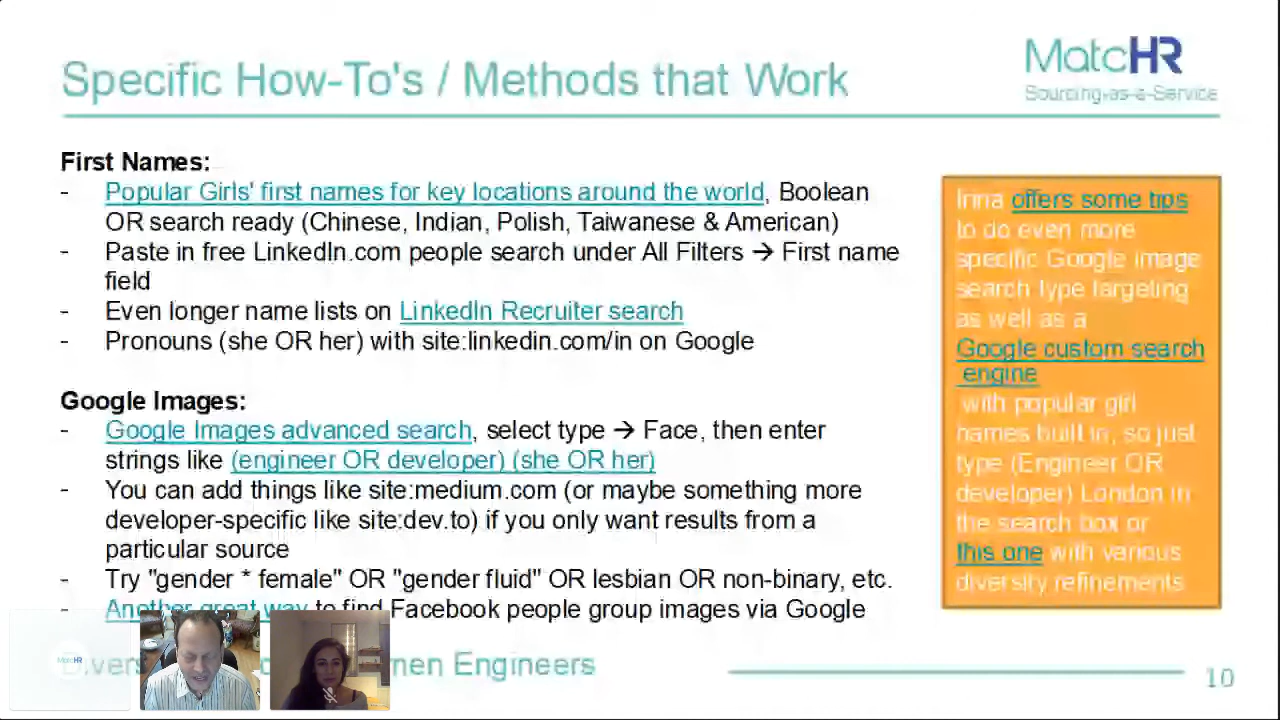 Specific How-To's / Methods that Work
MatcHR
Sourcing-as-a-Service
First Names:
- Popular Girls' first names for key locations around the world, Boolean
OR search ready (Chinese, Indian, Polish, Taiwanese & American)
- Paste in free LinkedIn.com people search under All Filters → First name
field
- Even longer name lists on LinkedIn Recruiter search
- Pronouns (she OR her) with site:linkedin.com/in on Google
Google Images:
- Google Images advanced search, select type → Face, then enter
strings like (engineer OR developer) (she OR her)
- You can add things like site:medium.com (or maybe something more
developer-specific like site:dev.to) if you only want results from a
particular source
- Try "gender * female" OR "gender fluid" OR lesbian OR non-binary, etc.
- Another great way to find Facebook people group images via Google
Irina offers some tips
to do even more
specific Google image
search type targeting
as well as a
Google custom search
engine
with popular girl
names built in, so just
type (Engineer OR
developer) London in
the search box or
this one with various
diversity refinements
MatcHR
Engineers
10